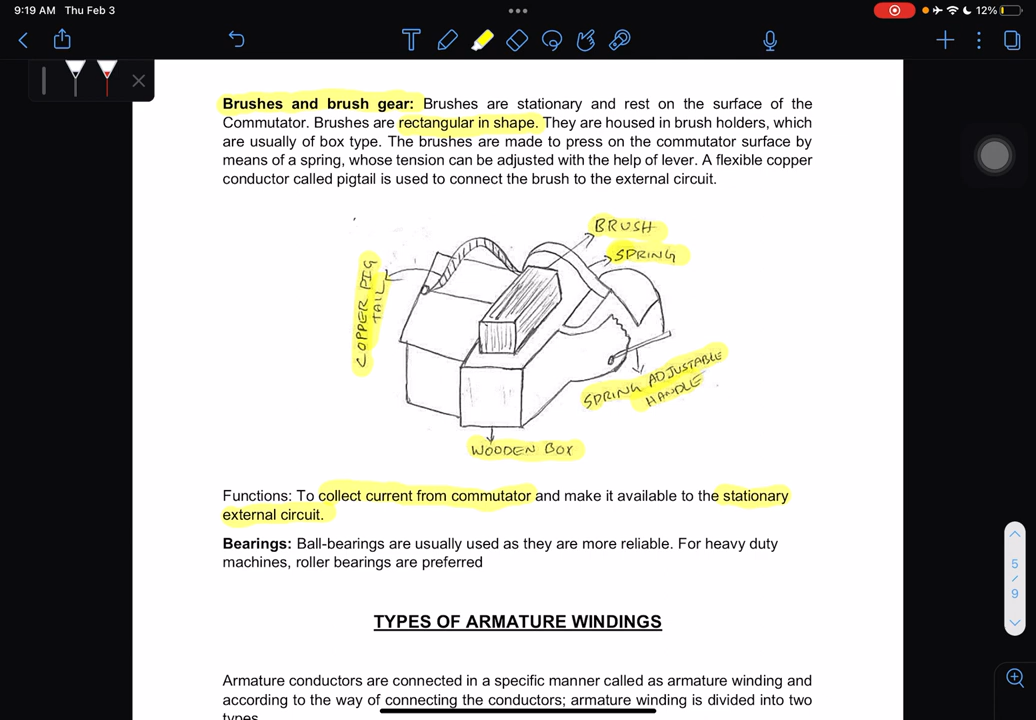 9:19 AM Thu Feb 3
12%
Brushes and brush gear: Brushes are stationary and rest on the surface of the
Commutator. Brushes are rectangular in shape. They are housed in brush holders, which
are usually of box type. The brushes are made to press on the commutator surface by
means of a spring, whose tension can be adjusted with the help of lever. A flexible copper
conductor called pigtail is used to connect the brush to the external circuit.
BRUSH
SPRING
COPPER PIG
TAIL
SPRING ADJUSTABLE
HANDLE
WOODEN BOX
Functions: To collect current from commutator and make it available to the stationary
external circuit.
Bearings: Ball-bearings are usually used as they are more reliable. For heavy duty
machines, roller bearings are preferred
5
/
9
TYPES OF ARMATURE WINDINGS
Armature conductors are connected in a specific manner called as armature winding and
according to the way of connecting the conductors; armature winding is divided into two
types